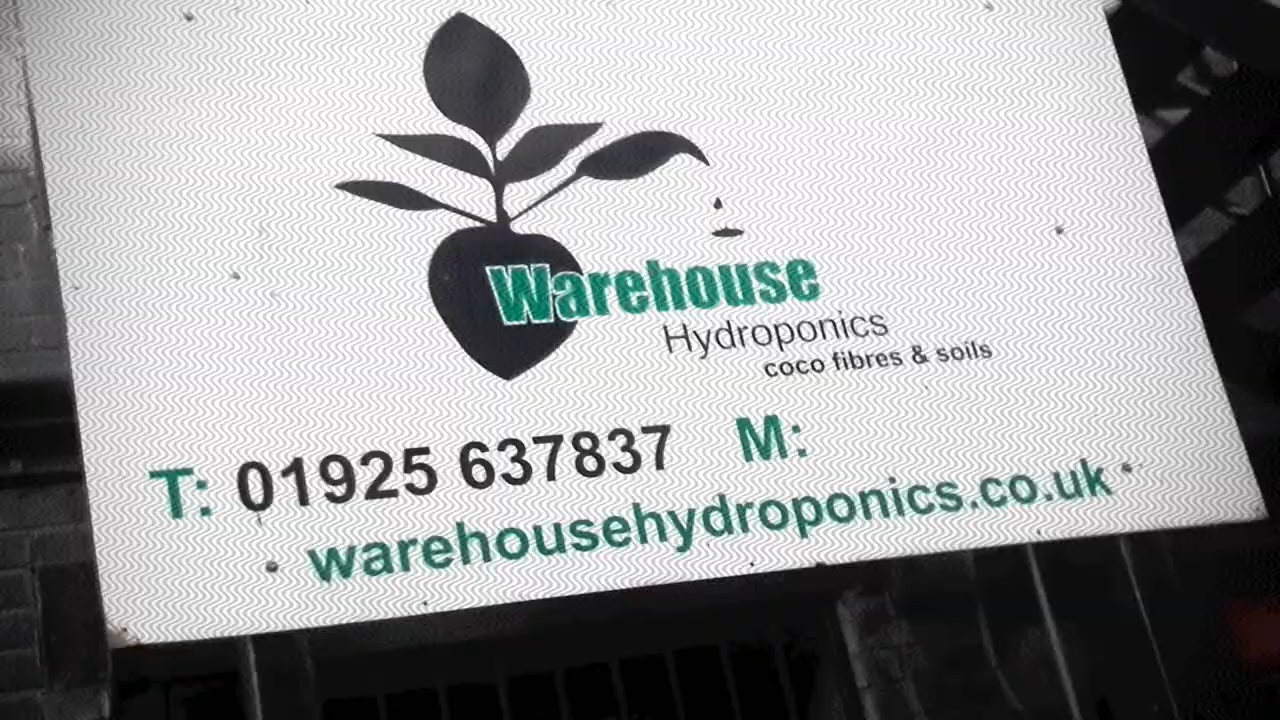 Warehouse
Hydroponics
coco fibres & soils
T: 01925 637837 M:
warehousehydroponics.co.uk